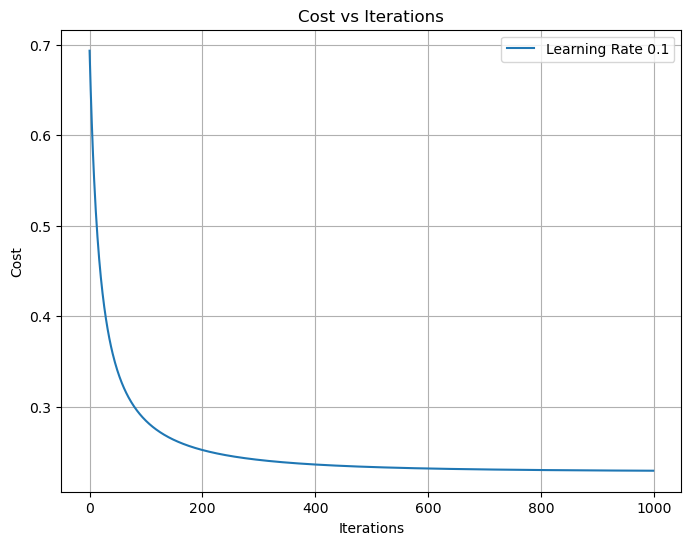 Cost vs Iterations
Learning Rate 0.1
0.7
0.6
0.5
0.4
0.3
Cost
0 200 400 600 800 1000
Iterations